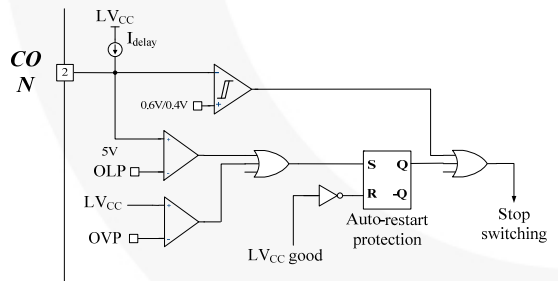 LVCC
Idelay
CO
N
2
-
0.6V/0.4V
+
5V
+
OLP
-
S Q
LVCC
+
R -Q
OVP
-
Auto-restart
protection
LVCC good
Stop
switching